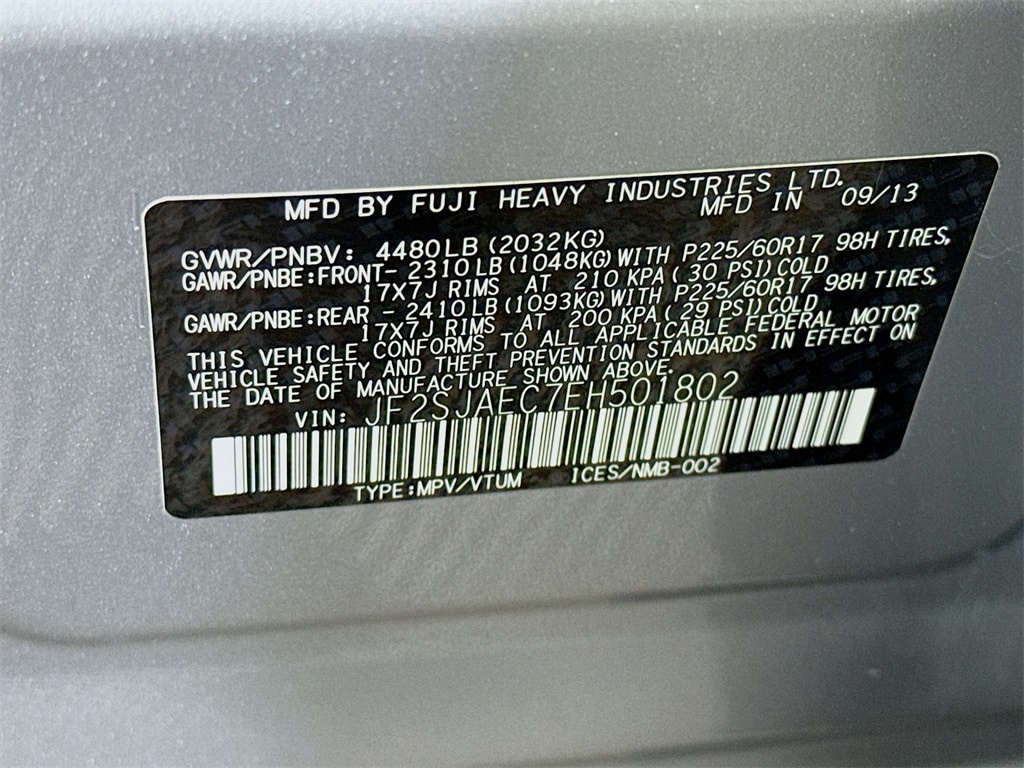 MFD BY FUJI HEAVY INDUSTRIES LTD.
MFD IN 09/13
GVWR/PNBV: 4480LB(2032KG)
GAWR/PNBE:FRONT- 2310LB(1048KG)WITH P225/60R17 98H TIRES,
17X7J RIMS AT 210 KPA(30 PSI)COLD
GAWR/PNBE:REAR - 2410LB(1093KG)WITH P225/60R17 98H TIRES,
17X7J RIMS AT 200 KPA(29 PSI)COLD
THIS VEHICLE CONFORMS TO ALL APPLICABLE FEDERAL MOTOR
VEHICLE SAFETY AND THEFT PREVENTION STANDARDS IN EFFECT ON
THE DATE OF MANUFACTURE SHOWN ABOVE.
VIN: JF2SJAEC7EH501802
TYPE:MPV/VTUM ICES/NMB-002